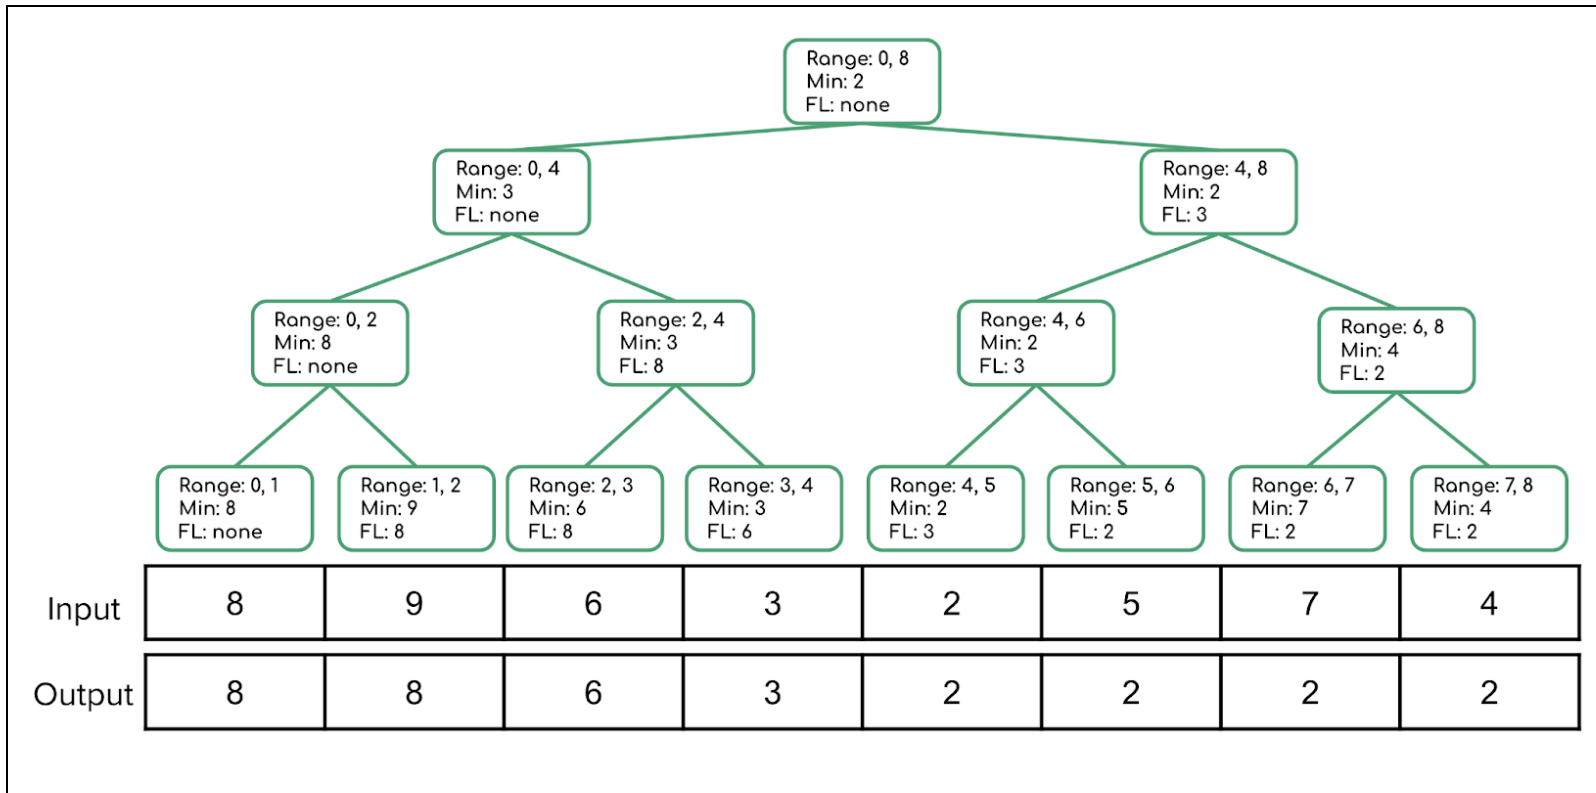 Range: 0, 8
Min: 2
FL: none
Range: 0, 4
Min: 3
FL: none
Range: 4, 8
Min: 2
FL: 3
Range: 0, 2
Min: 8
FL: none
Range: 2, 4
Min: 3
FL: 8
Range: 4, 6
Min: 2
FL: 3
Range: 6, 8
Min: 4
FL: 2
Range: 0, 1
Min: 8
FL: none
Range: 1, 2
Min: 9
FL: 8
Range: 2, 3
Min: 6
FL: 8
Range: 3, 4
Min: 3
FL: 6
Range: 4, 5
Min: 2
FL: 3
Range: 5, 6
Min: 5
FL: 2
Range: 6, 7
Min: 7
FL: 2
Range: 7, 8
Min: 4
FL: 2
Input 8 9 6 3 2 5 7 4
Output 8 8 6 3 2 2 2 2